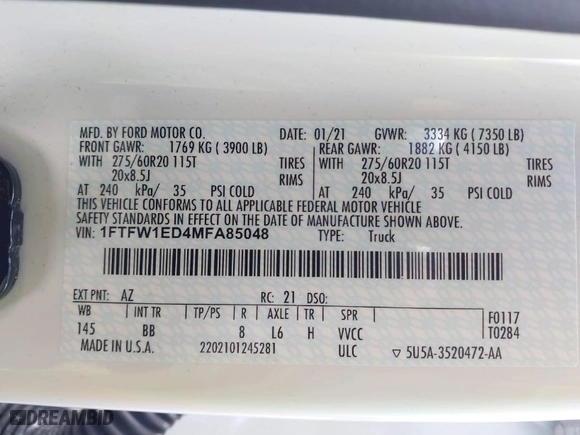 MFD. BY FORD MOTOR CO. DATE: 01/21 GVWR: 3334 KG (7350 LB)
FRONT GAWR: 1769 KG (3900 LB) REAR GAWR: 1882 KG (4150 LB)
WITH 275/60R20 115T TIRES WITH 275/60R20 115T TIRES
20x8.5J RIMS 20x8.5J RIMS
AT 240 kPa/ 35 PSI COLD AT 240 kPa/ 35 PSI COLD
THIS VEHICLE CONFORMS TO ALL APPLICABLE FEDERAL MOTOR VEHICLE
SAFETY STANDARDS IN EFFECT ON THE DATE OF MANUFACTURE SHOWN ABOVE.
VIN: 1FTFW1ED4MFA85048 TYPE: Truck
EXT PNT: AZ RC: 21 DSO:
WB INT TR TP/PS R AXLE TR SPR F0117
145 BB 8 L6 H VVCC T0284
MADE IN U.S.A. 2202101245281 ULC ▽ 5U5A-3520472-AA
DREAMBID